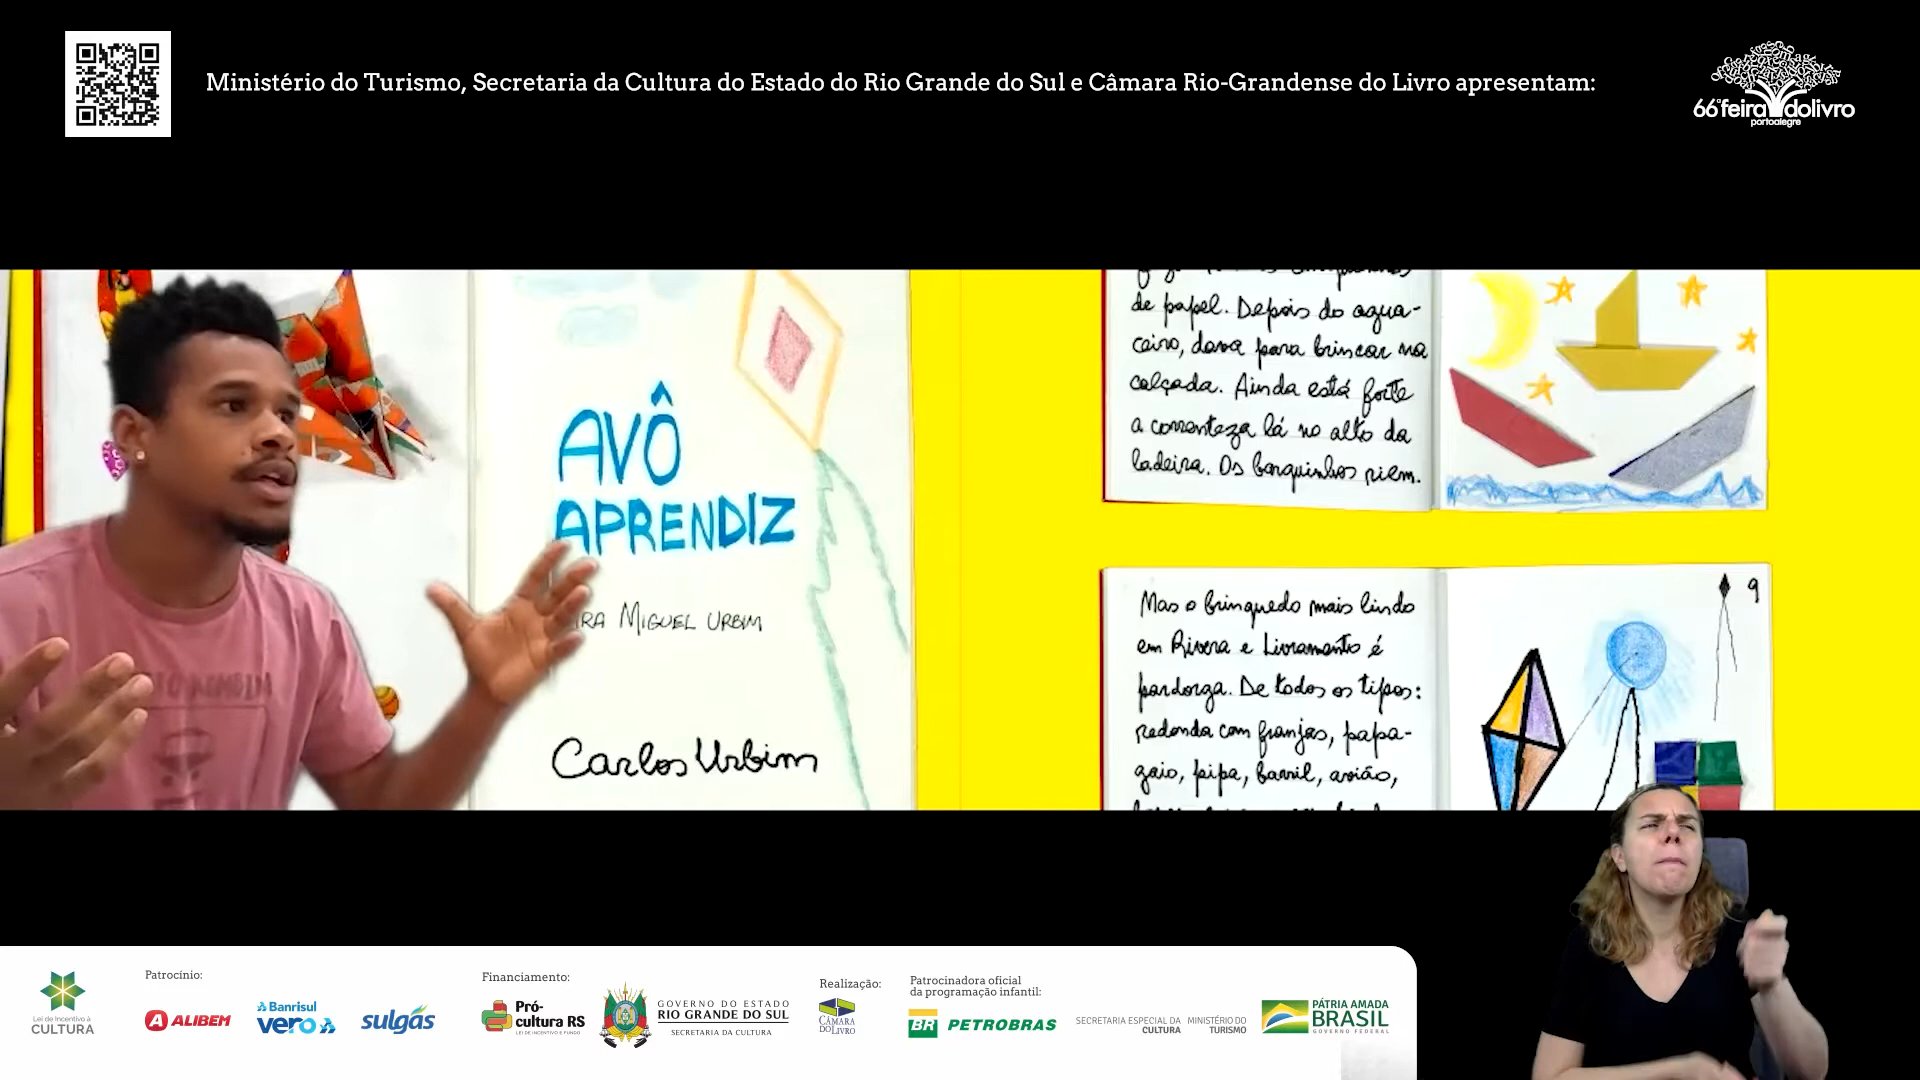 Ministério do Turismo, Secretaria da Cultura do Estado do Rio Grande do Sul e Câmara Rio-Grandense do Livro apresentam:
66ª feira do livro
portoalegre
AVÔ
APRENDIZ
MIGUEL URBIM
Carlos Urbim
de papel. Depois do agua-
ceiro, dava para brincar na
calçada. Ainda está forte
a correnteza lá no alto da
ladeira. Os barquinhos riem.
9
Mas o brinquedo mais lindo
em Rivera e Livramento é
pandorga. De todos os tipos:
redonda com franjas, papa-
gaio, pipa, barril, avião,
Lei de Incentivo à
CULTURA
Patrocínio:
ALIBEM
Banrisul
vero
sulgás
Financiamento:
Pró-
cultura RS
LEI DE INCENTIVO E FUNDO
GOVERNO DO ESTADO
RIO GRANDE DO SUL
SECRETARIA DA CULTURA
Realização:
CÂMARA
DO LIVRO
Patrocinadora oficial
da programação infantil:
BR PETROBRAS
SECRETARIA ESPECIAL DA
CULTURA
MINISTÉRIO DO
TURISMO
PÁTRIA AMADA
BRASIL
GOVERNO FEDERAL